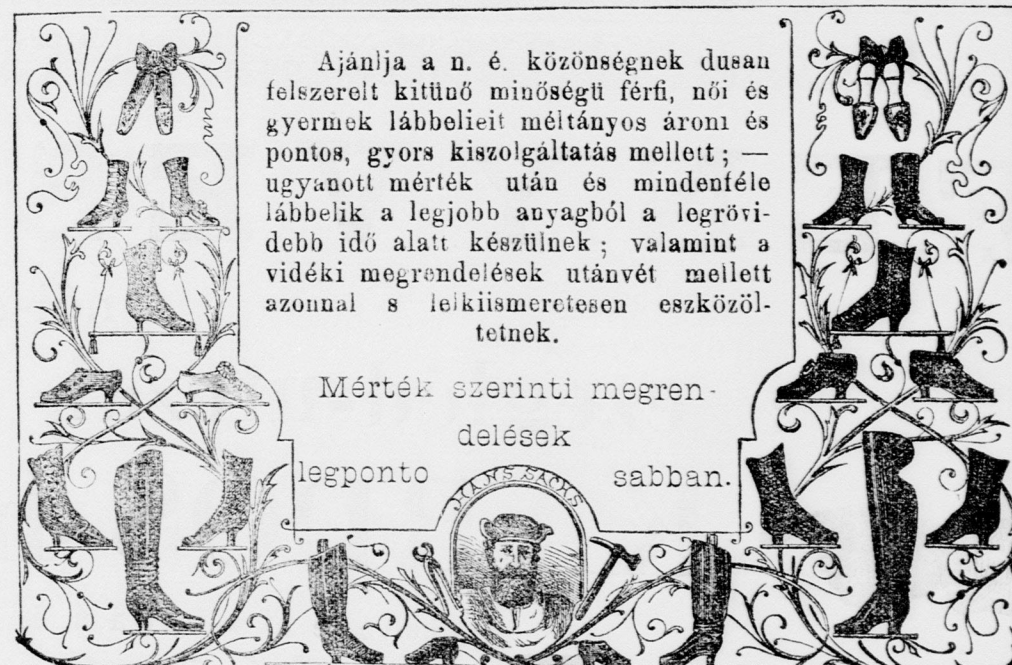 Ajánlja a n. é. közönségnek dusan
felszerelt kitünő minőségü férfi, női és
gyermek lábbelieit méltányos áron és
pontos, gyors kiszolgáltatás mellett; —
ugyanott mérték után és mindenféle
lábbelik a legjobb anyagból a legrövi-
debb idő alatt készülnek; valamint a
vidéki megrendelések utánvét mellett
azonnal s lelkiismeretesen eszközöl-
tetnek.
Mérték szerinti megren-
delések
legponto sabban.
HANS SACHS